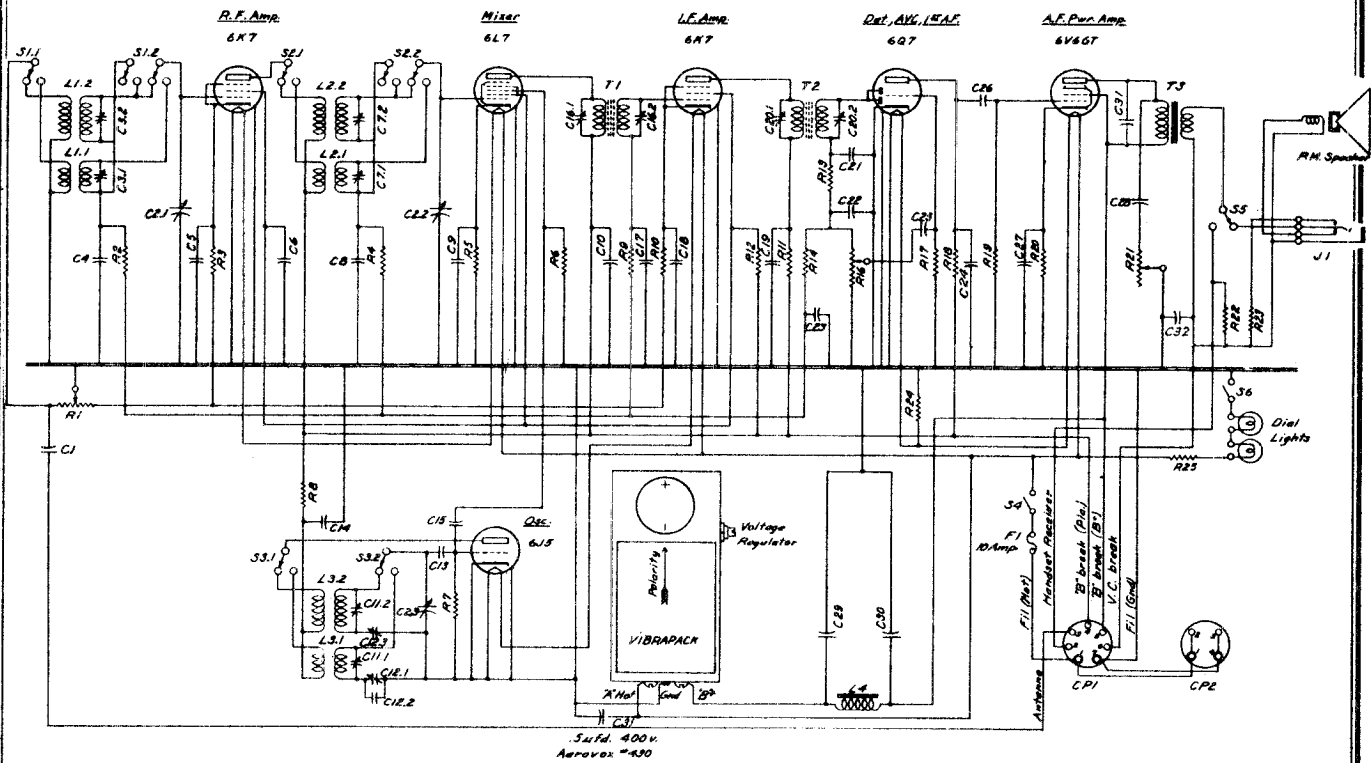 R.F. Amp.
6K7
Mixer
6L7
I.F. Amp.
6K7
Det, AVC, 1st A.F.
6Q7
A.F. Pwr. Amp
6V6GT
S1.1
S1.2
L1.2
C3.2
L1.1
C3.1
C2.1
C4
R2
C5
R3
C6
S2.1
S2.2
L2.2
C7.2
L2.1
C7.1
C2.2
C8
R4
C9
R5
R6
C16.1
T1
C16.2
C10
R9
C17
R10
C18
C20.1
T2
C20.2
R13
C21
C22
C23
R12
C19
R11
R14
R16
C23
R17
R18
C24
C26
R19
C27
R20
C31
T3
C28
R21
C32
S5
R22
R23
J1
P.M. Speaker
R1
C1
R24
S6
Dial
Lights
R25
R8
C14
C15
Osc.
6J5
S3.1
S3.2
C13
L3.2
C11.2
C2.3
R7
C12.3
L3.1
C11.1
C12.1
C12.2
Voltage
Regulator
Polarity
VIBRAPACK
"A" Hot
Gnd
"B+"
C31
.5 ufd. 400 v.
Aerovox #490
C29
C30
L4
S4
F1
10 Amp.
Fil (Hot)
Handset Receiver
"B" break (Pla.)
"B" break (B+)
V.C. break
Fil (Gnd)
Antenna
CP1
CP2